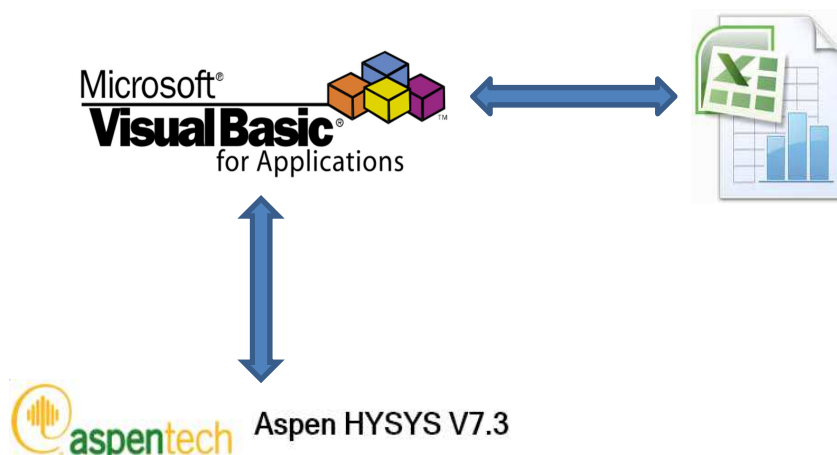 Microsoft®
Visual Basic®
for Applications
TM
aspentech
Aspen HYSYS V7.3